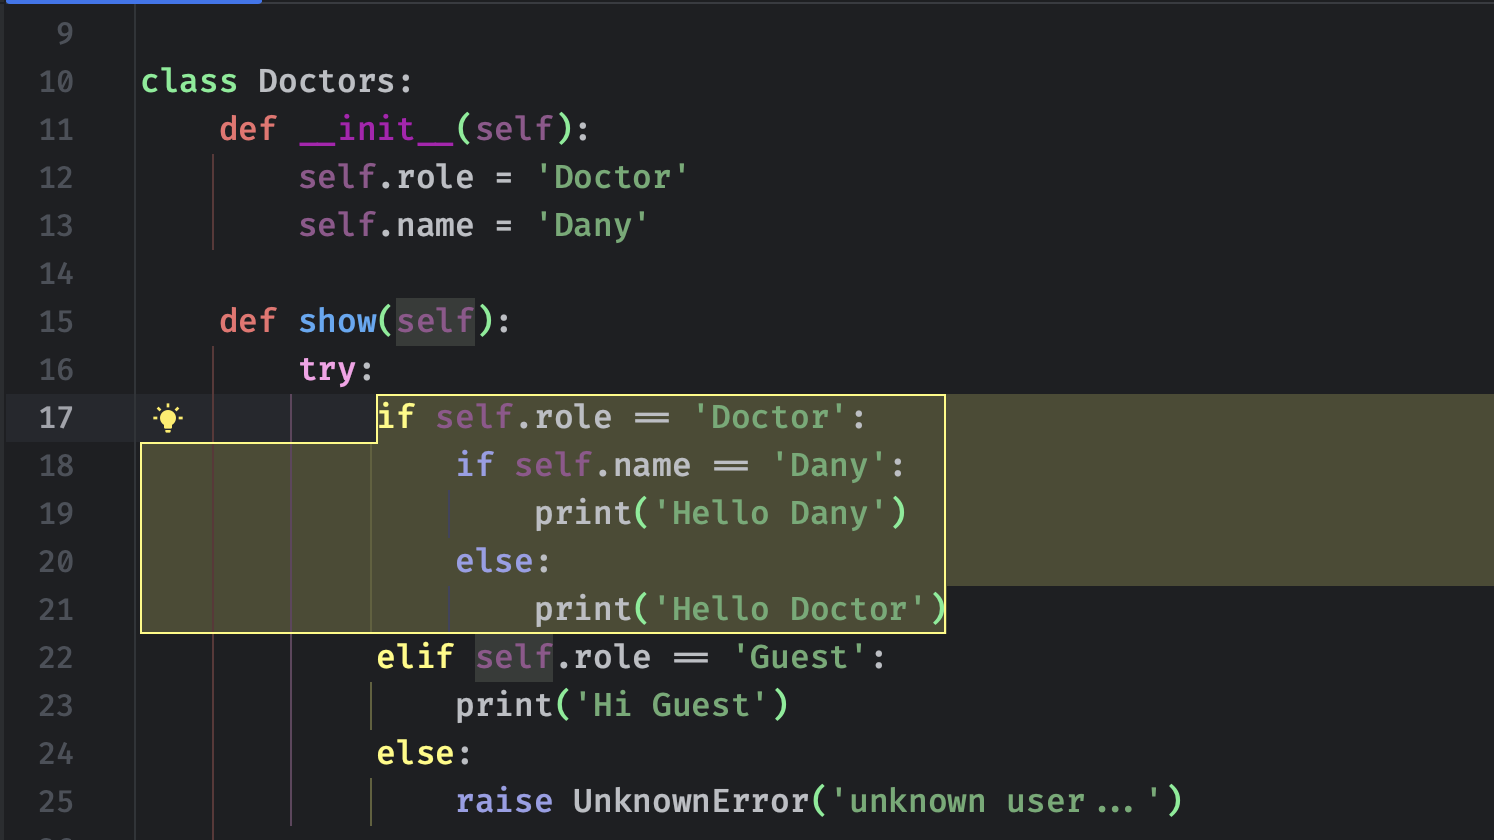 9
10 class Doctors:
11     def __init__(self):
12         self.role = 'Doctor'
13         self.name = 'Dany'
14
15     def show(self):
16         try:
17             if self.role == 'Doctor':
18                 if self.name == 'Dany':
19                     print('Hello Dany')
20                 else:
21                     print('Hello Doctor')
22             elif self.role == 'Guest':
23                 print('Hi Guest')
24             else:
25                 raise UnknownError('unknown user...')